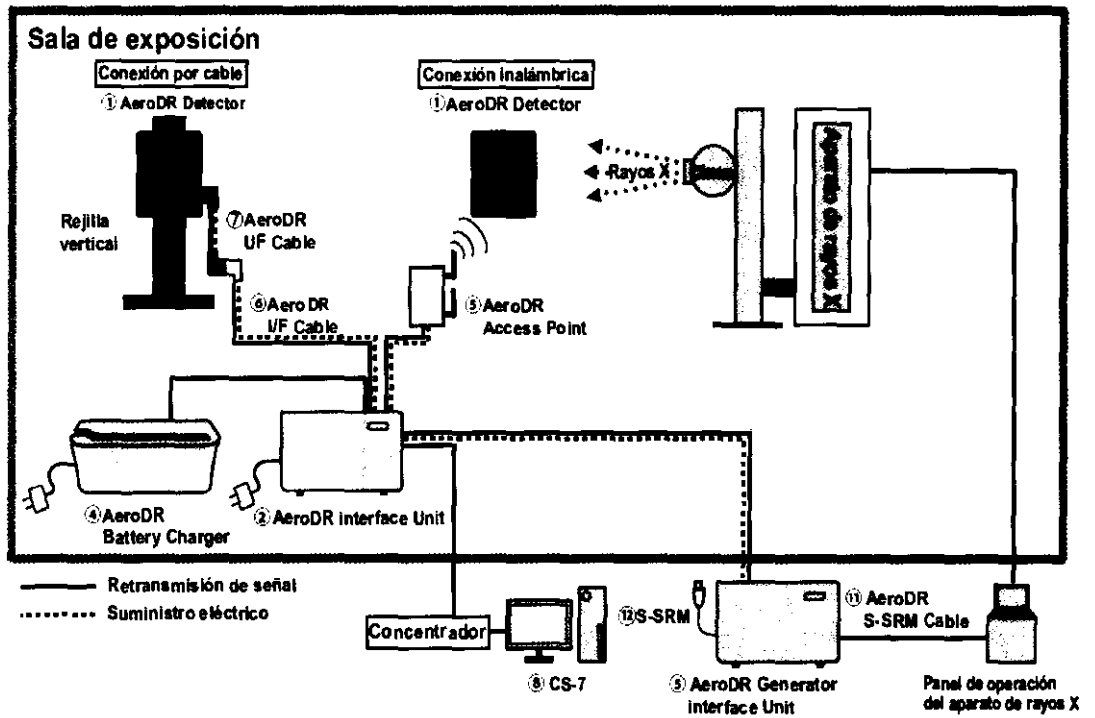 Sala de exposición
Conexión por cable
① AeroDR Detector
Conexión inalámbrica
① AeroDR Detector
Rayos X
Aparato de rayos X
Rejilla
vertical
⑦ AeroDR
UF Cable
⑥ Aero DR
I/F Cable
⑤ AeroDR
Access Point
④ AeroDR
Battery Charger
② AeroDR interface Unit
Retransmisión de señal
Suministro eléctrico
Concentrador
⑧ CS-7
⑫ S-SRM
⑪ AeroDR
S-SRM Cable
⑤ AeroDR Generator
interface Unit
Panel de operación
del aparato de rayos X